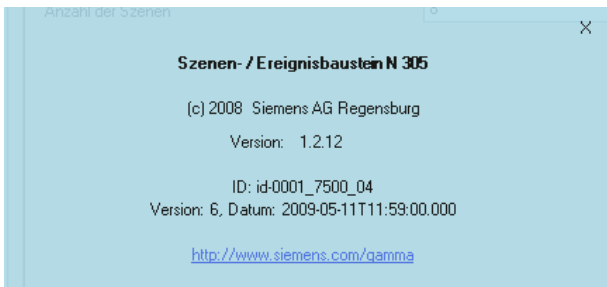 Anzahl der Szenen
X
Szenen- / Ereignisbaustein N 305
(c) 2008 Siemens AG Regensburg
Version: 1.2.12
ID: id-0001_7500_04
Version: 6, Datum: 2009-05-11T11:59:00.000
http://www.siemens.com/gamma